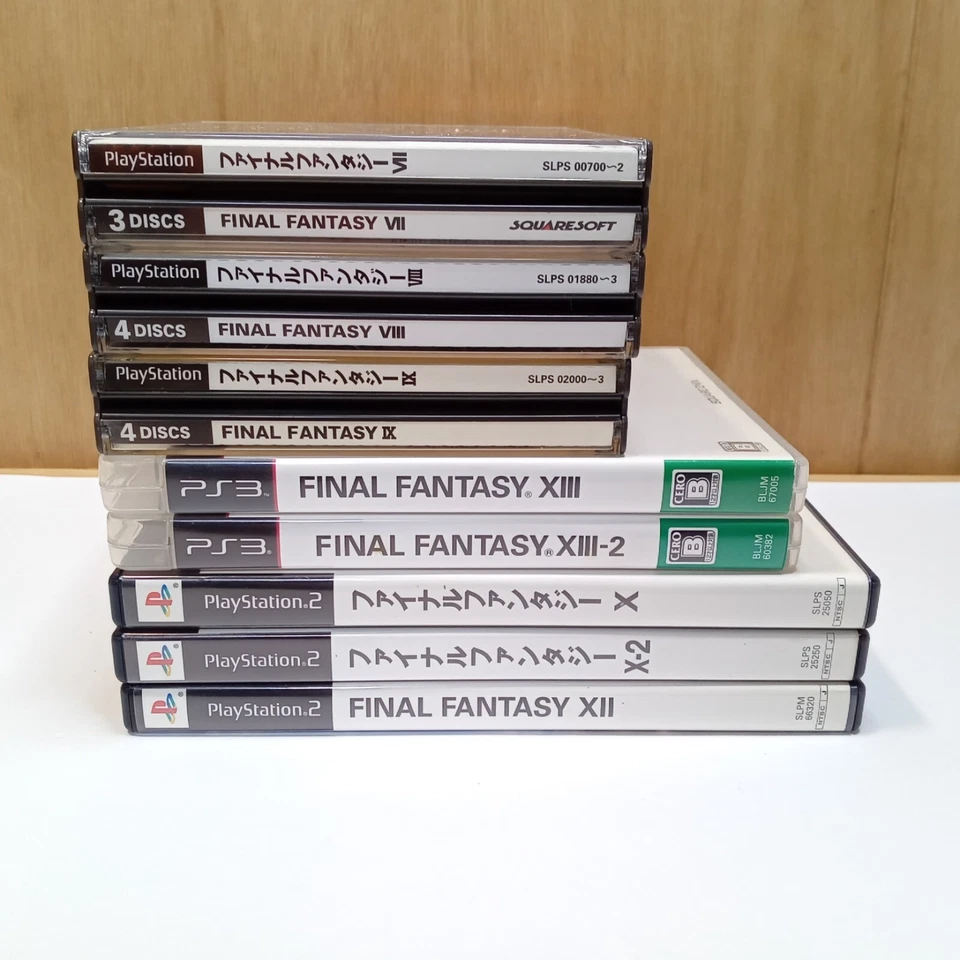 PlayStation ファイナルファンタジーVII SLPS 00700~2
3 DISCS FINAL FANTASY VII SQUARESOFT
PlayStation ファイナルファンタジーVIII SLPS 01880~3
4 DISCS FINAL FANTASY VIII
PlayStation ファイナルファンタジーIX SLPS 02000~3
4 DISCS FINAL FANTASY IX
PS3 FINAL FANTASY® XIII CERO B BLJM 67005
PS3 FINAL FANTASY® XIII-2 CERO B BLJM 60382
PlayStation®2 ファイナルファンタジー X SLPS 25050 NTSC J
PlayStation®2 ファイナルファンタジー X-2 SLPS 25250 NTSC J
PlayStation®2 FINAL FANTASY XII SLPM 66320 NTSC J